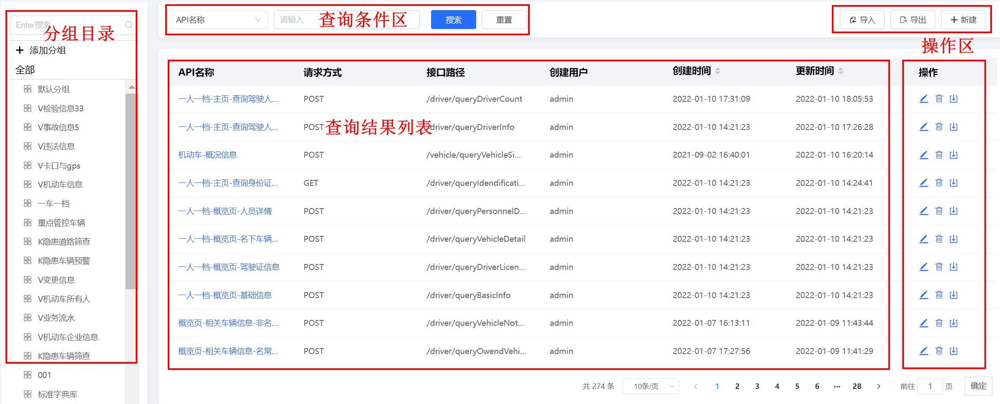 Enter搜索
分组目录
添加分组
全部
默认分组
V检验信息33
V事故信息5
V违法信息
V卡口与gps
V机动车信息
一车一档
重点管控车辆
K隐患道路筛查
K隐患车辆预警
V变更信息
V机动车所有人
V业务流水
V机动车企业信息
K隐患车辆筛查
001
标准字典库
API名称 请输入 查询条件区 搜索 重置
导入 导出 新建
操作区
API名称 请求方式 接口路径 创建用户 创建时间 更新时间 操作
一人一档-主页-查询驾驶人... POST /driver/queryDriverCount admin 2022-01-10 17:31:09 2022-01-10 18:05:53
一人一档-主页-查询驾驶人... POST /driver/queryDriverInfo admin 2022-01-10 14:21:23 2022-01-10 17:26:28
查询结果列表
机动车-概况信息 POST /vehicle/queryVehicleSi... admin 2021-09-02 16:40:01 2022-01-10 16:20:14
一人一档-主页-查询身份证... GET /driver/queryIdendificati... admin 2022-01-10 14:21:23 2022-01-10 14:24:41
一人一档-概览页-人员详情 POST /driver/queryPersonnelD... admin 2022-01-10 14:21:23 2022-01-10 14:21:23
一人一档-概览页-名下车辆... POST /driver/queryVehicleDetail admin 2022-01-10 14:21:23 2022-01-10 14:21:23
一人一档-概览页-驾驶证信息 POST /driver/queryDriverLicen... admin 2022-01-10 14:21:23 2022-01-10 14:21:23
一人一档-概览页-基础信息 POST /driver/queryBasicInfo admin 2022-01-10 14:21:23 2022-01-10 14:21:23
概览页-相关车辆信息-非名... POST /driver/queryVehicleNot... admin 2022-01-07 16:13:11 2022-01-09 11:43:44
概览页-相关车辆信息-名常... POST /driver/queryOwendVehi... admin 2022-01-07 17:27:56 2022-01-09 11:41:29
共 274 条 10条/页 1 2 3 4 5 6 ... 28 前往 1 页 确定